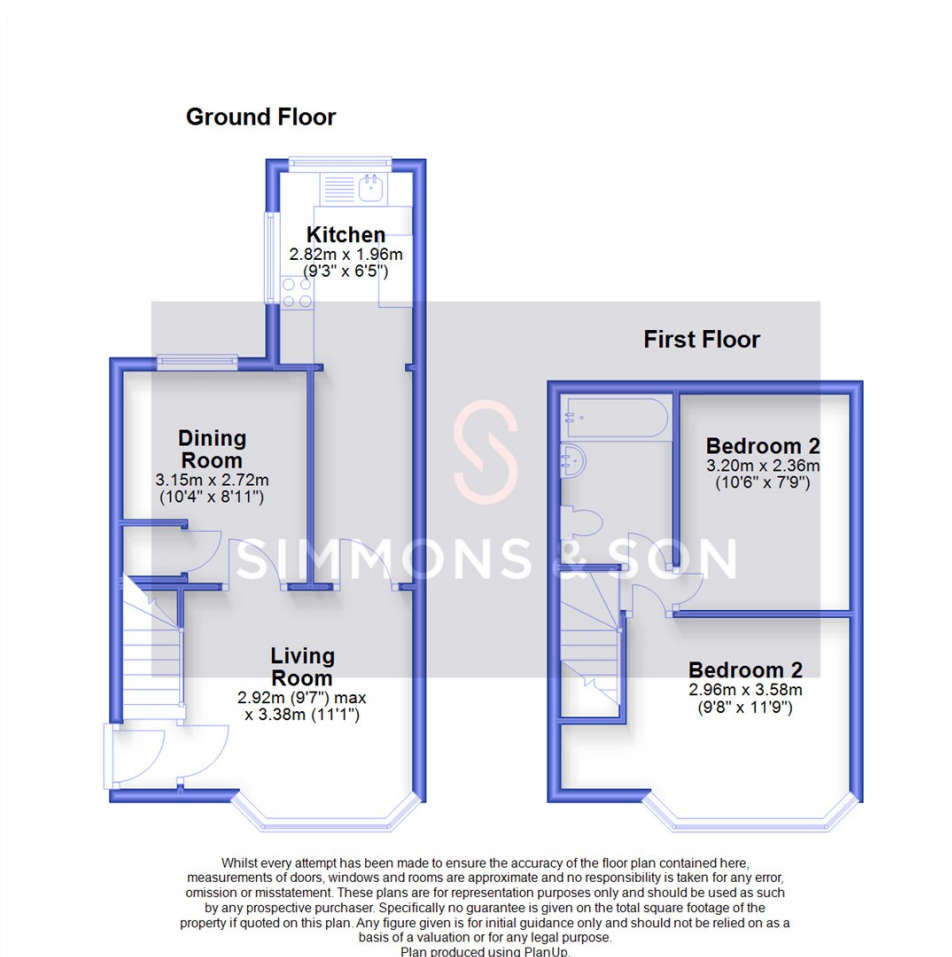 Ground Floor
Kitchen
2.82m x 1.96m
(9'3" x 6'5")
First Floor
Dining
Room
3.15m x 2.72m
(10'4" x 8'11")
Bedroom 2
3.20m x 2.36m
(10'6" x 7'9")
SIMMONS & SON
Living
Room
2.92m (9'7") max
x 3.38m (11'1")
Bedroom 2
2.96m x 3.58m
(9'8" x 11'9")
Whilst every attempt has been made to ensure the accuracy of the floor plan contained here,
measurements of doors, windows and rooms are approximate and no responsibility is taken for any error,
omission or misstatement. These plans are for representation purposes only and should be used as such
by any prospective purchaser. Specifically no guarantee is given on the total square footage of the
property if quoted on this plan. Any figure given is for initial guidance only and should not be relied on as a
basis of a valuation or for any legal purpose.
Plan produced using PlanUp.